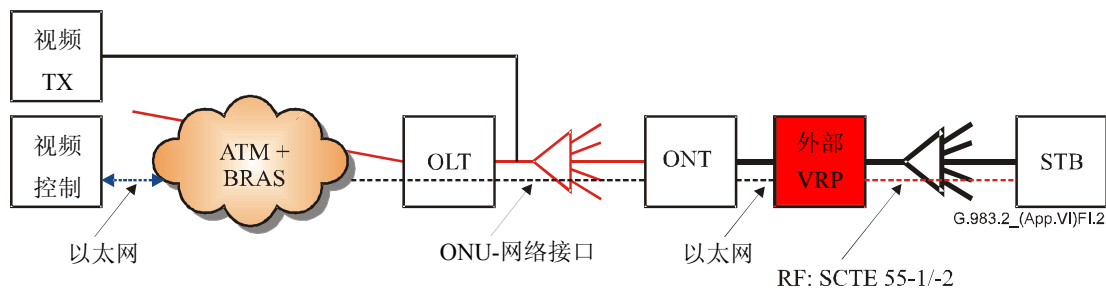 视频
TX
视频
控制
ATM +
BRAS
OLT
ONT
外部
VRP
STB
G.983.2_(App.VI)FI.2
以太网
ONU-网络接口
以太网
RF: SCTE 55-1/-2